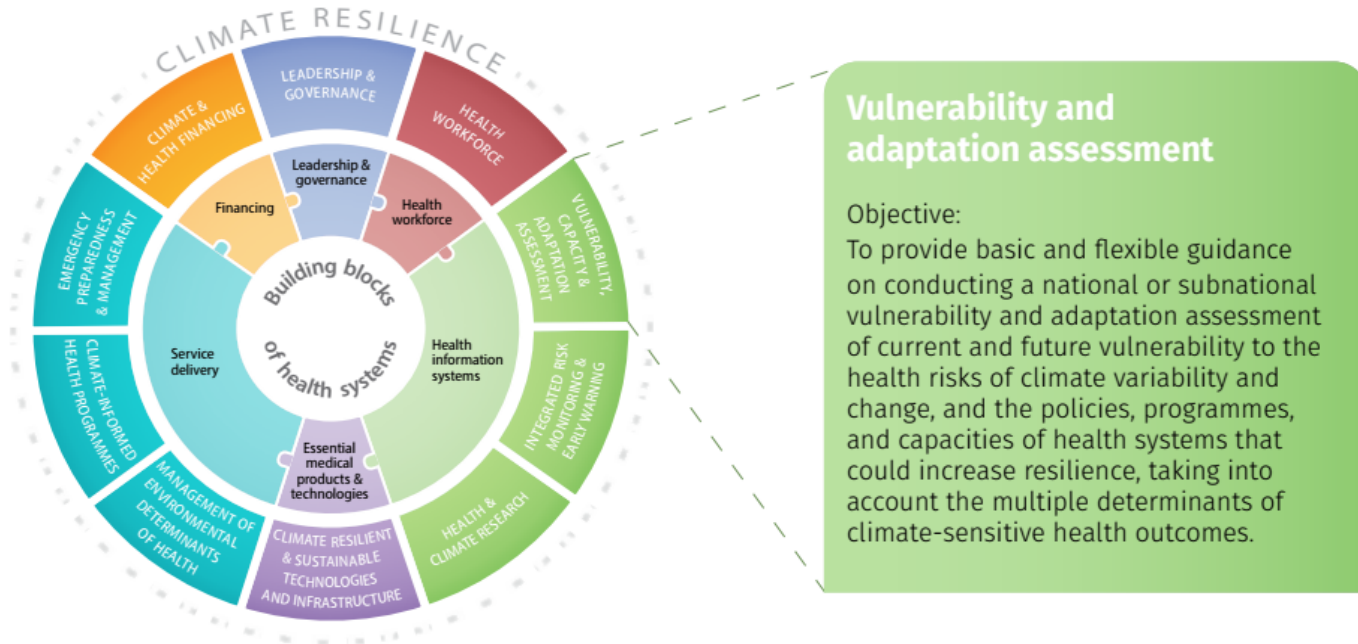 CLIMATE RESILIENCE
LEADERSHIP &
GOVERNANCE
HEALTH
WORKFORCE
VULNERABILITY,
CAPACITY &
ADAPTATION
ASSESSMENT
INTEGRATED RISK
MONITORING &
EARLY WARNING
HEALTH &
CLIMATE RESEARCH
CLIMATE RESILIENT
& SUSTAINABLE
TECHNOLOGIES
AND INFRASTRUCTURE
MANAGEMENT OF
ENVIRONMENTAL
DETERMINANTS
OF HEALTH
CLIMATE-INFORMED
HEALTH PROGRAMMES
EMERGENCY
PREPAREDNESS
& MANAGEMENT
CLIMATE &
HEALTH FINANCING
Leadership &
governance
Health
workforce
Health
information
systems
Essential
medical
products &
technologies
Service
delivery
Financing
Building blocks
of health systems
Vulnerability and
adaptation assessment
Objective:
To provide basic and flexible guidance
on conducting a national or subnational
vulnerability and adaptation assessment
of current and future vulnerability to the
health risks of climate variability and
change, and the policies, programmes,
and capacities of health systems that
could increase resilience, taking into
account the multiple determinants of
climate-sensitive health outcomes.